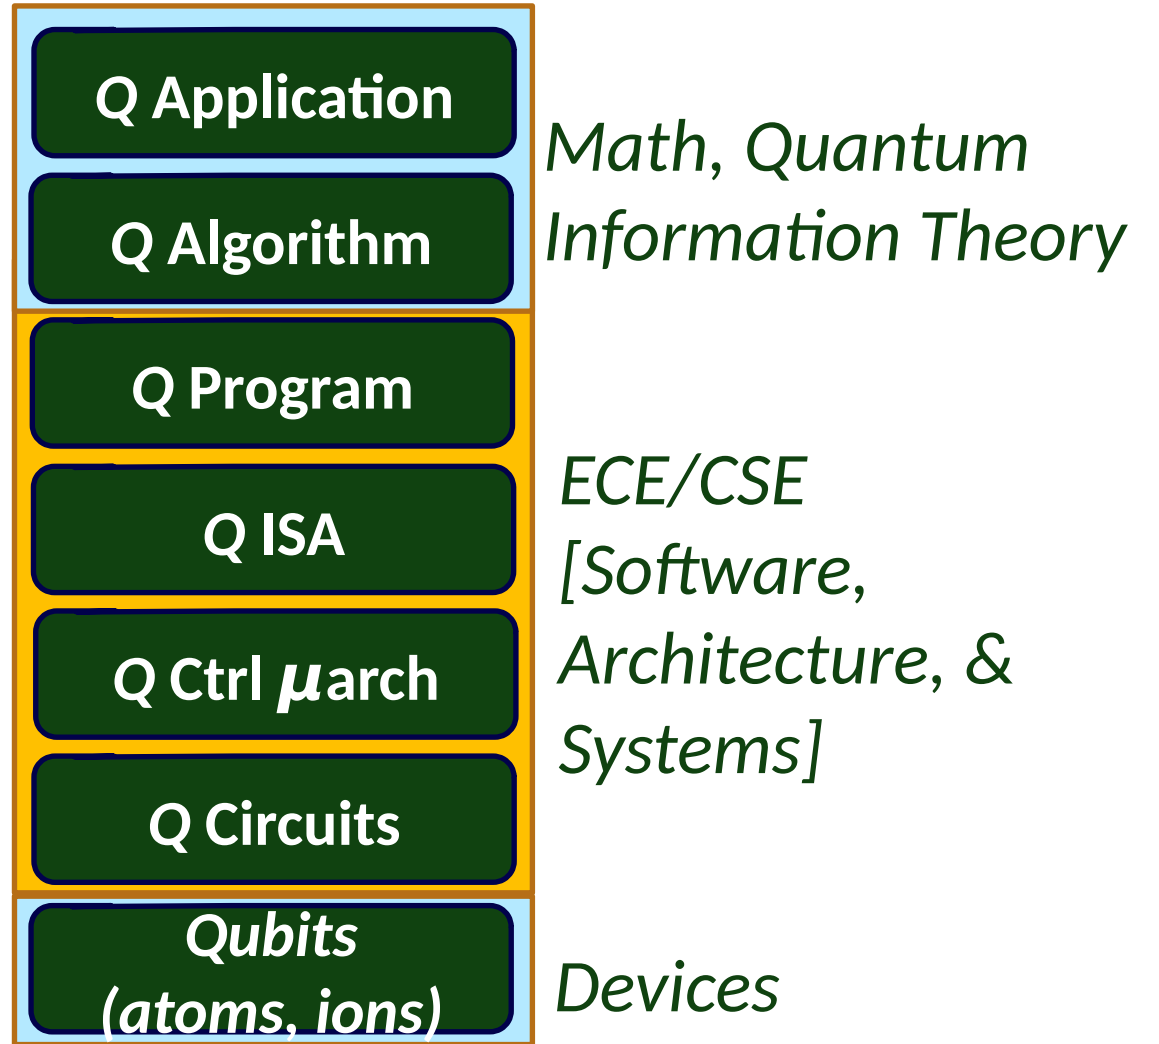 Q Application
Math, Quantum
Information Theory
Q Algorithm
Q Program
Q ISA
Q Ctrl μarch
Q Circuits
ECE/CSE
[Software,
Architecture, &
Systems]
Qubits
(atoms, ions)
Devices